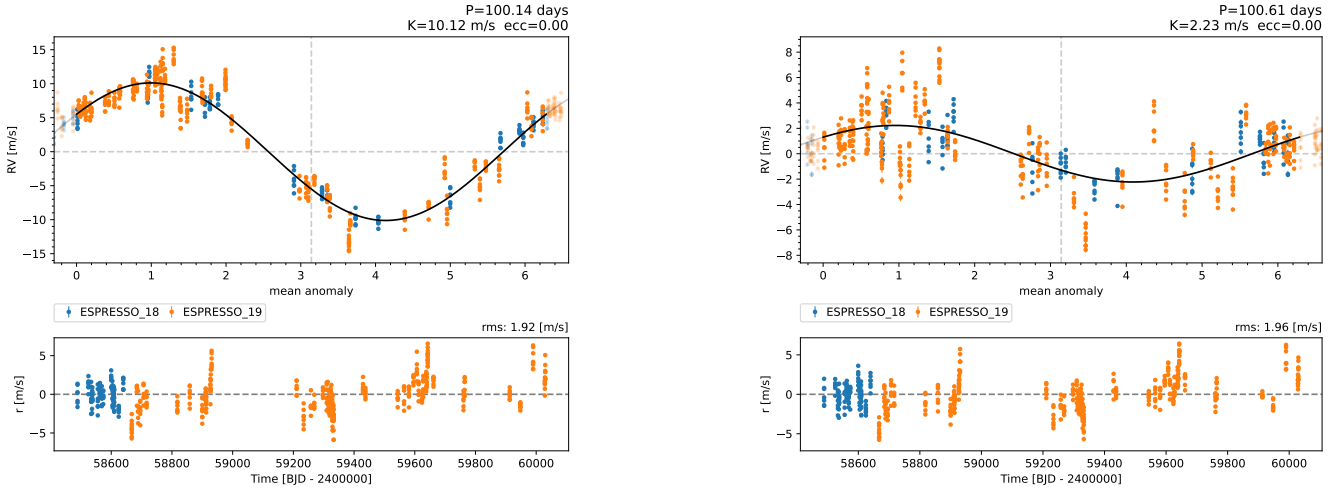 P=100.14 days
K=10.12 m/s ecc=0.00
15
10
5
0
−5
−10
−15
RV [m/s]
0 1 2 3 4 5 6
mean anomaly
ESPRESSO_18 ESPRESSO_19
rms: 1.92 [m/s]
5
0
−5
r [m/s]
58600 58800 59000 59200 59400 59600 59800 60000
Time [BJD - 2400000]
P=100.61 days
K=2.23 m/s ecc=0.00
8
6
4
2
0
−2
−4
−6
−8
RV [m/s]
0 1 2 3 4 5 6
mean anomaly
ESPRESSO_18 ESPRESSO_19
rms: 1.96 [m/s]
5
0
−5
r [m/s]
58600 58800 59000 59200 59400 59600 59800 60000
Time [BJD - 2400000]